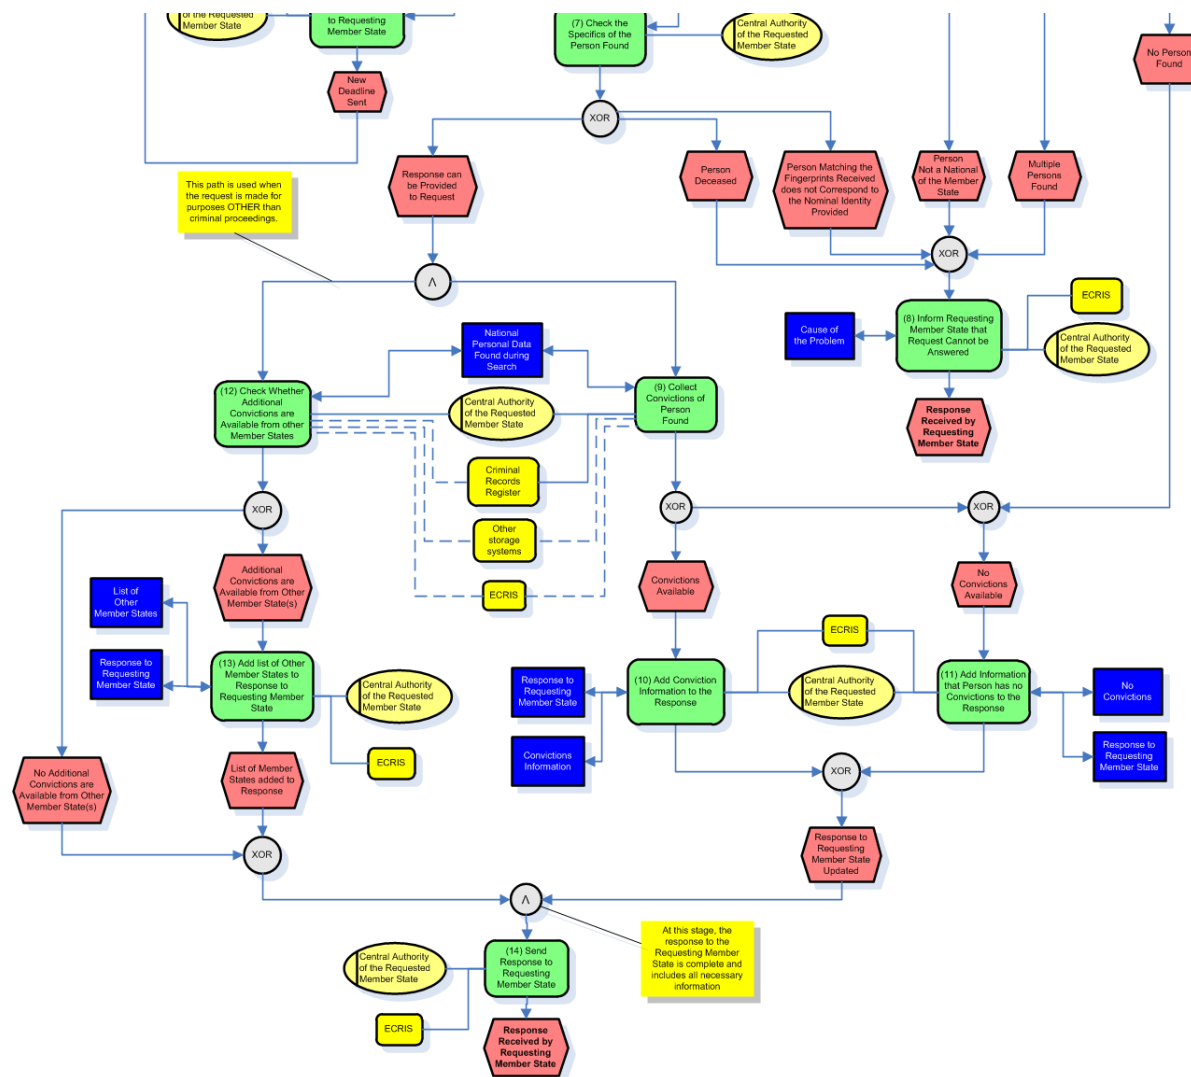 of the Requested
Member State
to Requesting
Member State
(7) Check the
Specifics of the
Person Found
Central Authority
of the Requested
Member State
No Person
Found
New
Deadline
Sent
XOR
This path is used when
the request is made for
purposes OTHER than
criminal proceedings.
Response can
be Provided
to Request
Person
Deceased
Person Matching the
Fingerprints Received
does not Correspond to
the Nominal Identity
Provided
Person
Not a National
of the Member
State
Multiple
Persons
Found
XOR
Λ
ECRIS
Cause of
the Problem
(8) Inform Requesting
Member State that
Request Cannot be
Answered
Central Authority
of the Requested
Member State
National
Personal Data
Found during
Search
(12) Check Whether
Additional
Convictions are
Available from other
Member States
Central Authority
of the Requested
Member State
(9) Collect
Convictions of
Person
Found
Response
Received by
Requesting
Member State
Criminal
Records
Register
XOR
XOR
XOR
Other
storage
systems
Additional
Convictions are
Available from Other
Member State(s)
ECRIS
Convictions
Available
No
Convictions
Available
List of
Other
Member States
Response to
Requesting
Member State
(13) Add list of Other
Member States to
Response to
Requesting Member
State
Central Authority
of the Requested
Member State
ECRIS
ECRIS
Response to
Requesting
Member State
(10) Add Conviction
Information to the
Response
Central Authority
of the Requested
Member State
(11) Add Information
that Person has no
Convictions to the
Response
No
Convictions
Convictions
Information
Response to
Requesting
Member State
No Additional
Convictions are
Available from Other
Member State(s)
List of Member
States added to
Response
XOR
XOR
Response to
Requesting
Member State
Updated
Λ
At this stage, the
response to the
Requesting Member
State is complete and
includes all necessary
information
Central Authority
of the Requested
Member State
(14) Send
Response to
Requesting
Member State
ECRIS
Response
Received by
Requesting
Member State